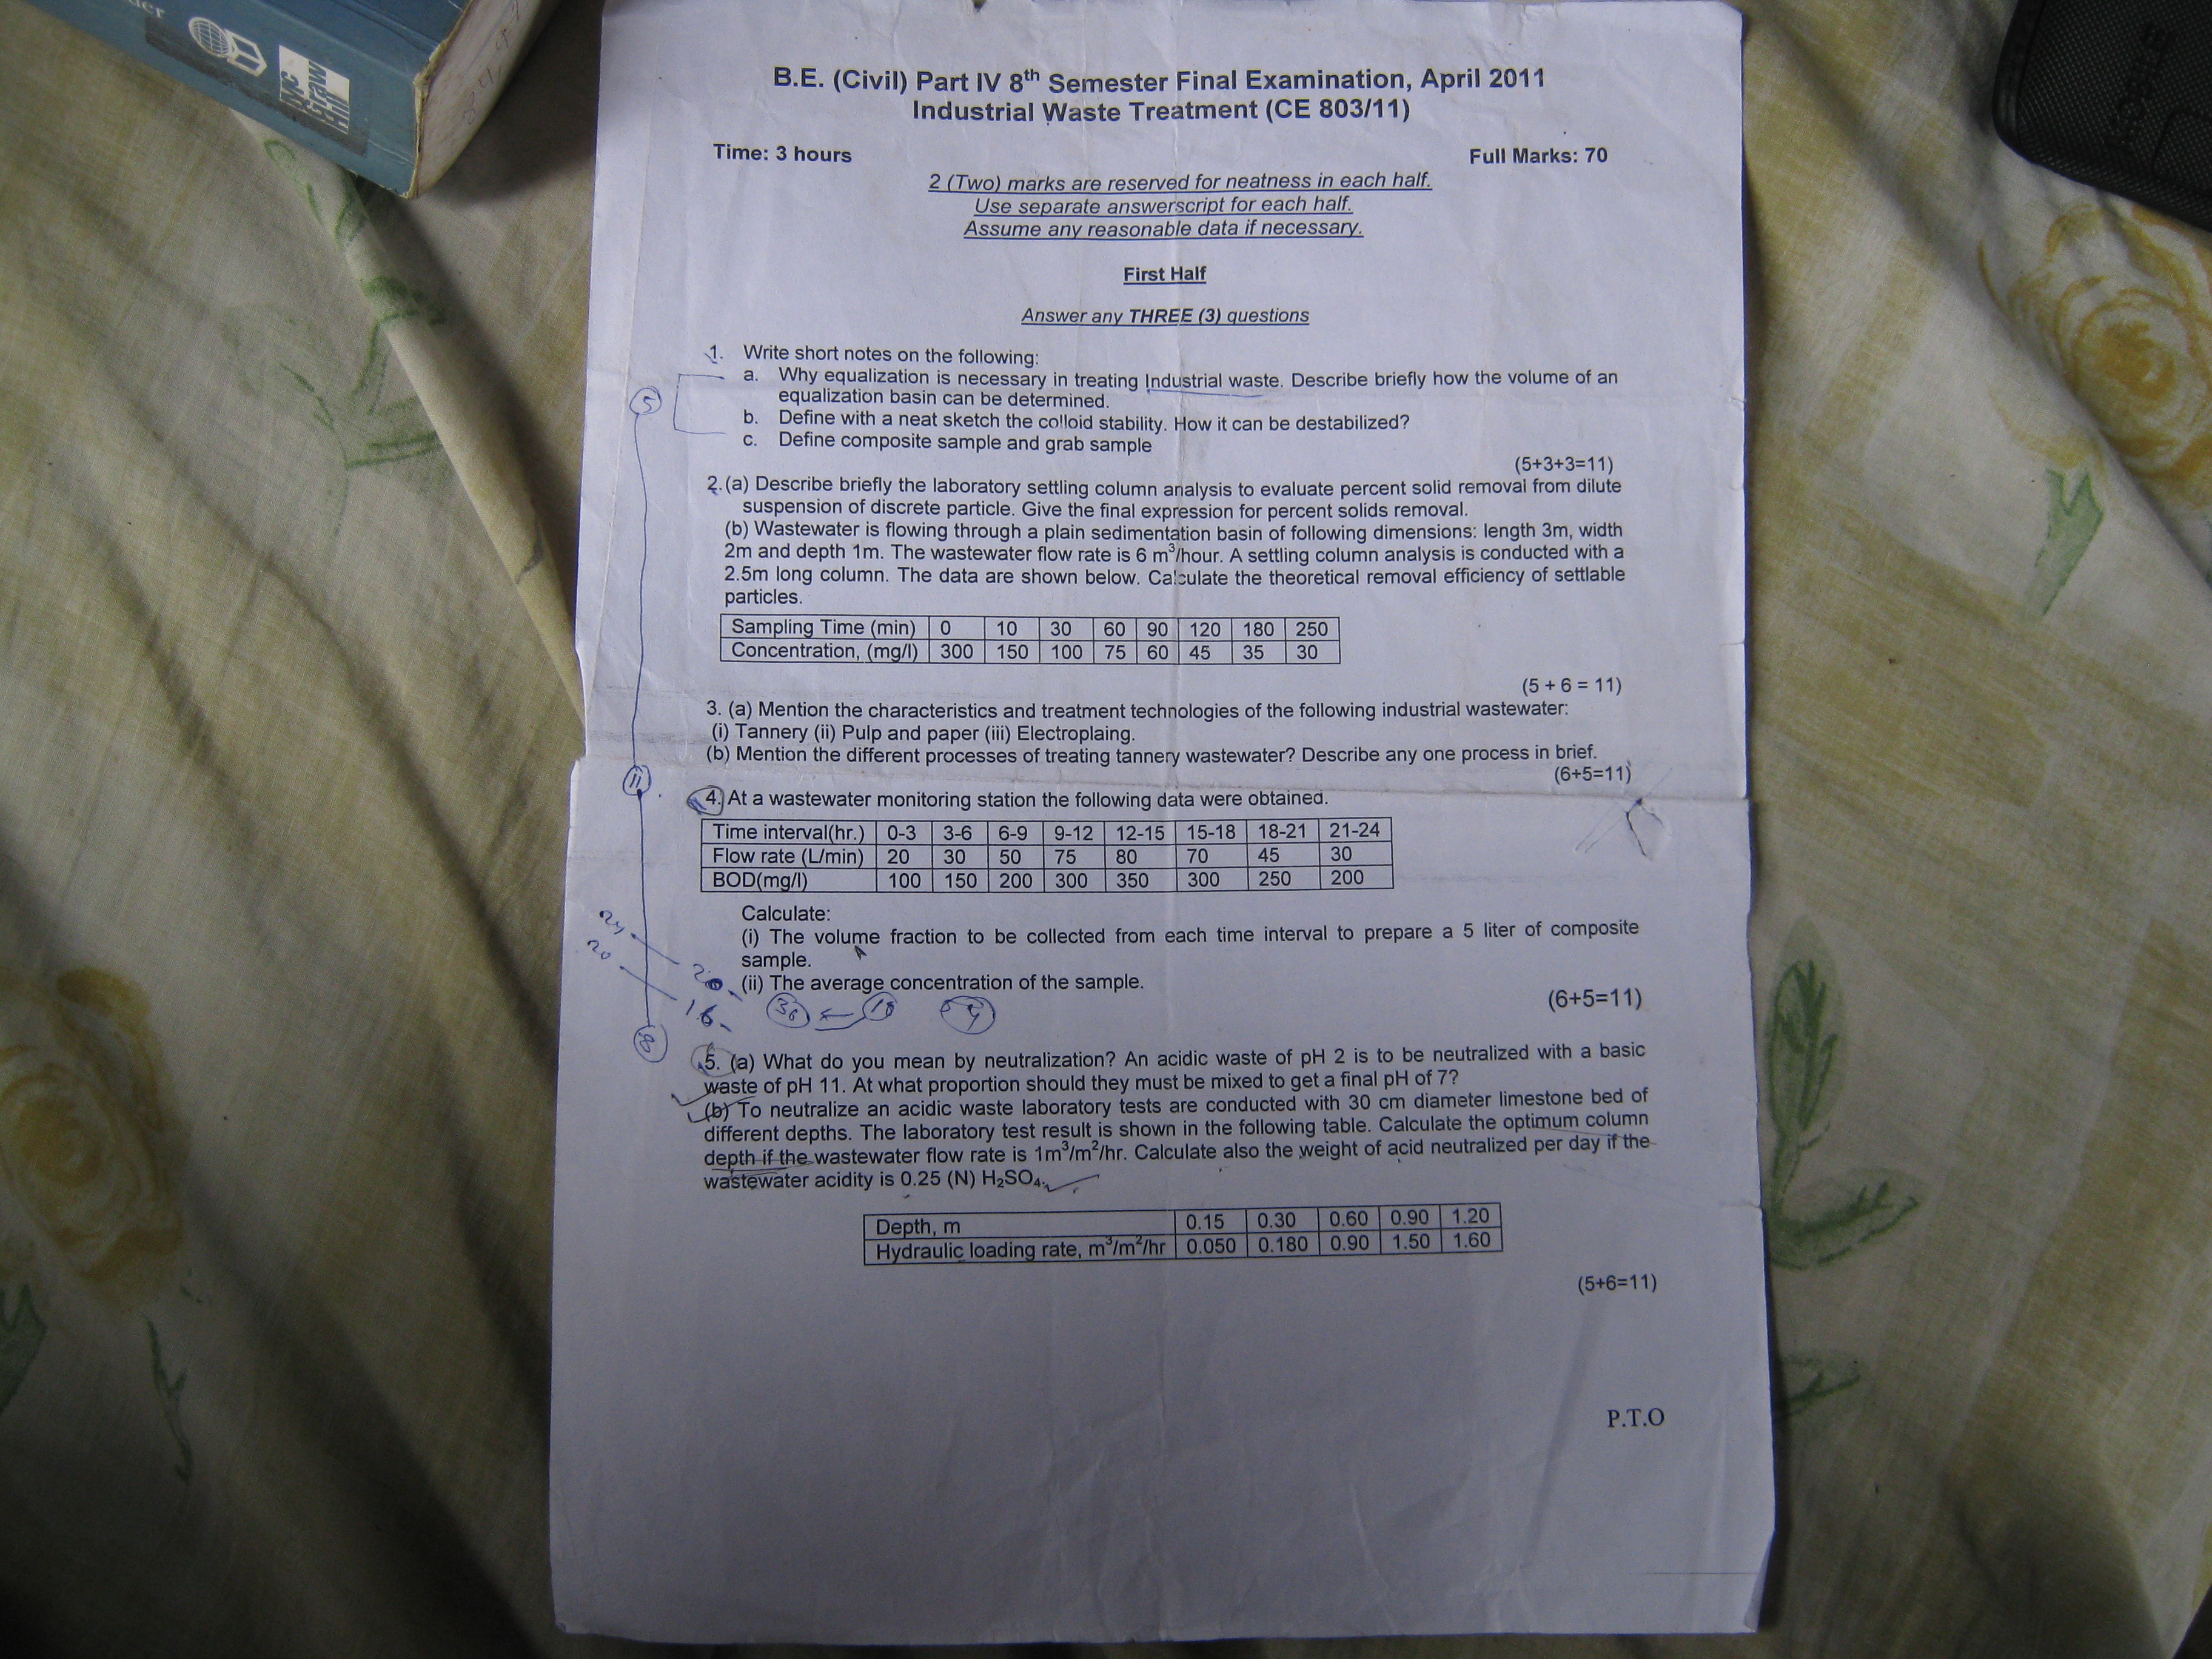 Mc
Graw
Hill
B.E. (Civil) Part IV 8th Semester Final Examination, April 2011
Industrial Waste Treatment (CE 803/11)
Time: 3 hours Full Marks: 70
2 (Two) marks are reserved for neatness in each half.
Use separate answerscript for each half.
Assume any reasonable data if necessary.
First Half
Answer any THREE (3) questions
1. Write short notes on the following:
a. Why equalization is necessary in treating Industrial waste. Describe briefly how the volume of an
equalization basin can be determined.
5
b. Define with a neat sketch the colloid stability. How it can be destabilized?
c. Define composite sample and grab sample
(5+3+3=11)
2.(a) Describe briefly the laboratory settling column analysis to evaluate percent solid removal from dilute
suspension of discrete particle. Give the final expression for percent solids removal.
(b) Wastewater is flowing through a plain sedimentation basin of following dimensions: length 3m, width
2m and depth 1m. The wastewater flow rate is 6 m³/hour. A settling column analysis is conducted with a
2.5m long column. The data are shown below. Calculate the theoretical removal efficiency of settlable
particles.
Sampling Time (min) 0 10 30 60 90 120 180 250
Concentration, (mg/l) 300 150 100 75 60 45 35 30
(5 + 6 = 11)
3. (a) Mention the characteristics and treatment technologies of the following industrial wastewater:
(i) Tannery (ii) Pulp and paper (iii) Electroplaing.
(b) Mention the different processes of treating tannery wastewater? Describe any one process in brief.
(6+5=11)
11
4. At a wastewater monitoring station the following data were obtained.
Time interval(hr.) 0-3 3-6 6-9 9-12 12-15 15-18 18-21 21-24
Flow rate (L/min) 20 30 50 75 80 70 45 30
BOD(mg/l) 100 150 200 300 350 300 250 200
Calculate:
(i) The volume fraction to be collected from each time interval to prepare a 5 liter of composite
sample.
(ii) The average concentration of the sample.
20
16
36
18
(6+5=11)
8
5. (a) What do you mean by neutralization? An acidic waste of pH 2 is to be neutralized with a basic
waste of pH 11. At what proportion should they must be mixed to get a final pH of 7?
(b) To neutralize an acidic waste laboratory tests are conducted with 30 cm diameter limestone bed of
different depths. The laboratory test result is shown in the following table. Calculate the optimum column
depth if the wastewater flow rate is 1m³/m²/hr. Calculate also the weight of acid neutralized per day if the
wastewater acidity is 0.25 (N) H₂SO₄.
Depth, m 0.15 0.30 0.60 0.90 1.20
Hydraulic loading rate, m³/m²/hr 0.050 0.180 0.90 1.50 1.60
(5+6=11)
P.T.O